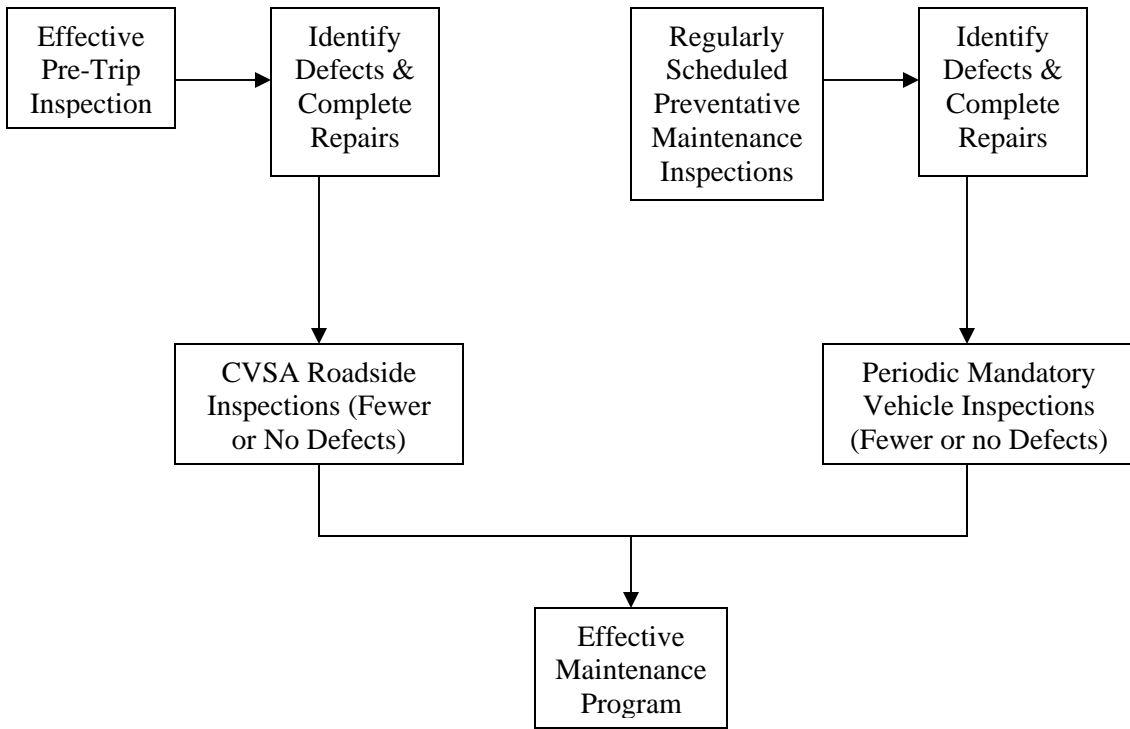 Effective
Pre-Trip
Inspection
Identify
Defects &
Complete
Repairs
Regularly
Scheduled
Preventative
Maintenance
Inspections
Identify
Defects &
Complete
Repairs
CVSA Roadside
Inspections (Fewer
or No Defects)
Periodic Mandatory
Vehicle Inspections
(Fewer or no Defects)
Effective
Maintenance
Program